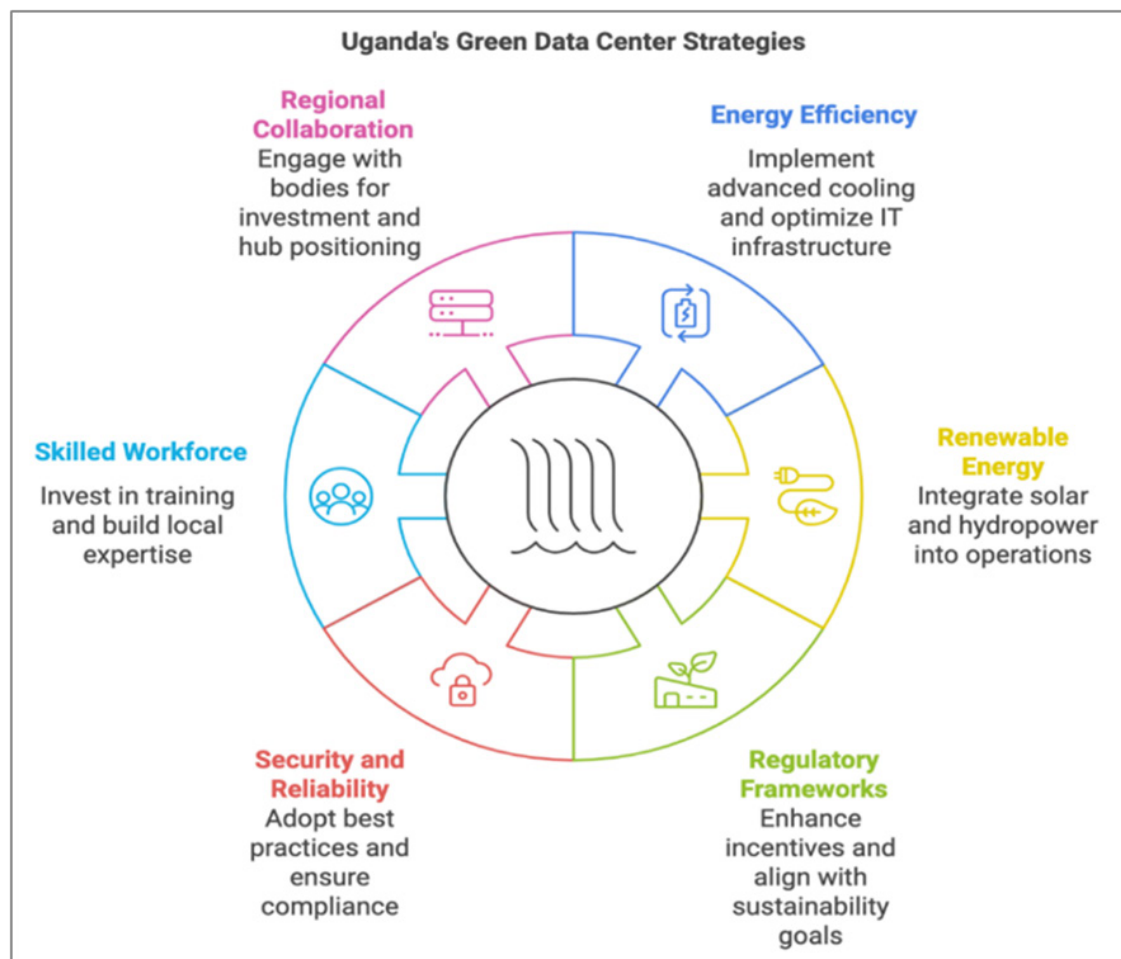 Uganda's Green Data Center Strategies
Regional
Collaboration
Engage with
bodies for
investment and
hub positioning
Energy Efficiency
Implement
advanced cooling
and optimize IT
infrastructure
Skilled Workforce
Invest in training
and build local
expertise
Renewable
Energy
Integrate solar
and hydropower
into operations
Security and
Reliability
Adopt best
practices and
ensure
compliance
Regulatory
Frameworks
Enhance
incentives and
align with
sustainability
goals